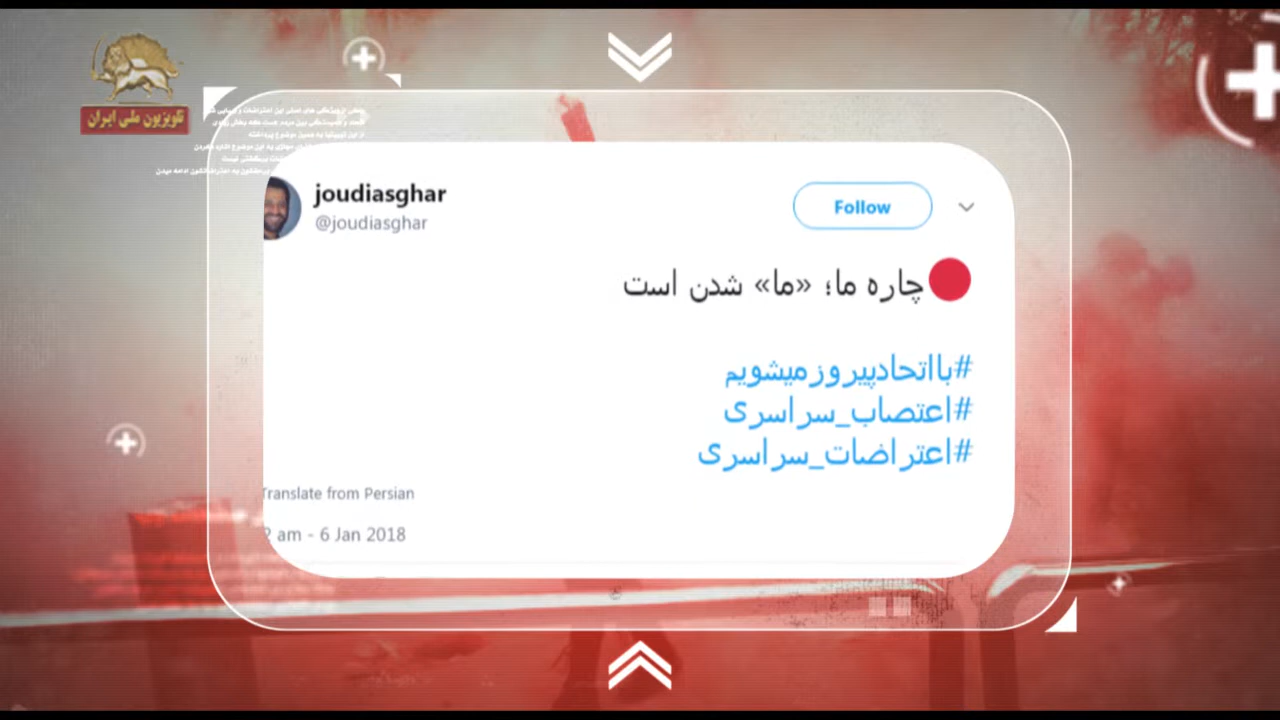 تلویزیون ملی ایران
joudiasghar
@joudiasghar
Follow
چاره ما؛ «ما» شدن است
#بااتحادپیروزمیشویم
#اعتصاب_سراسری
#اعتراضات_سراسری
Translate from Persian
am - 6 Jan 2018